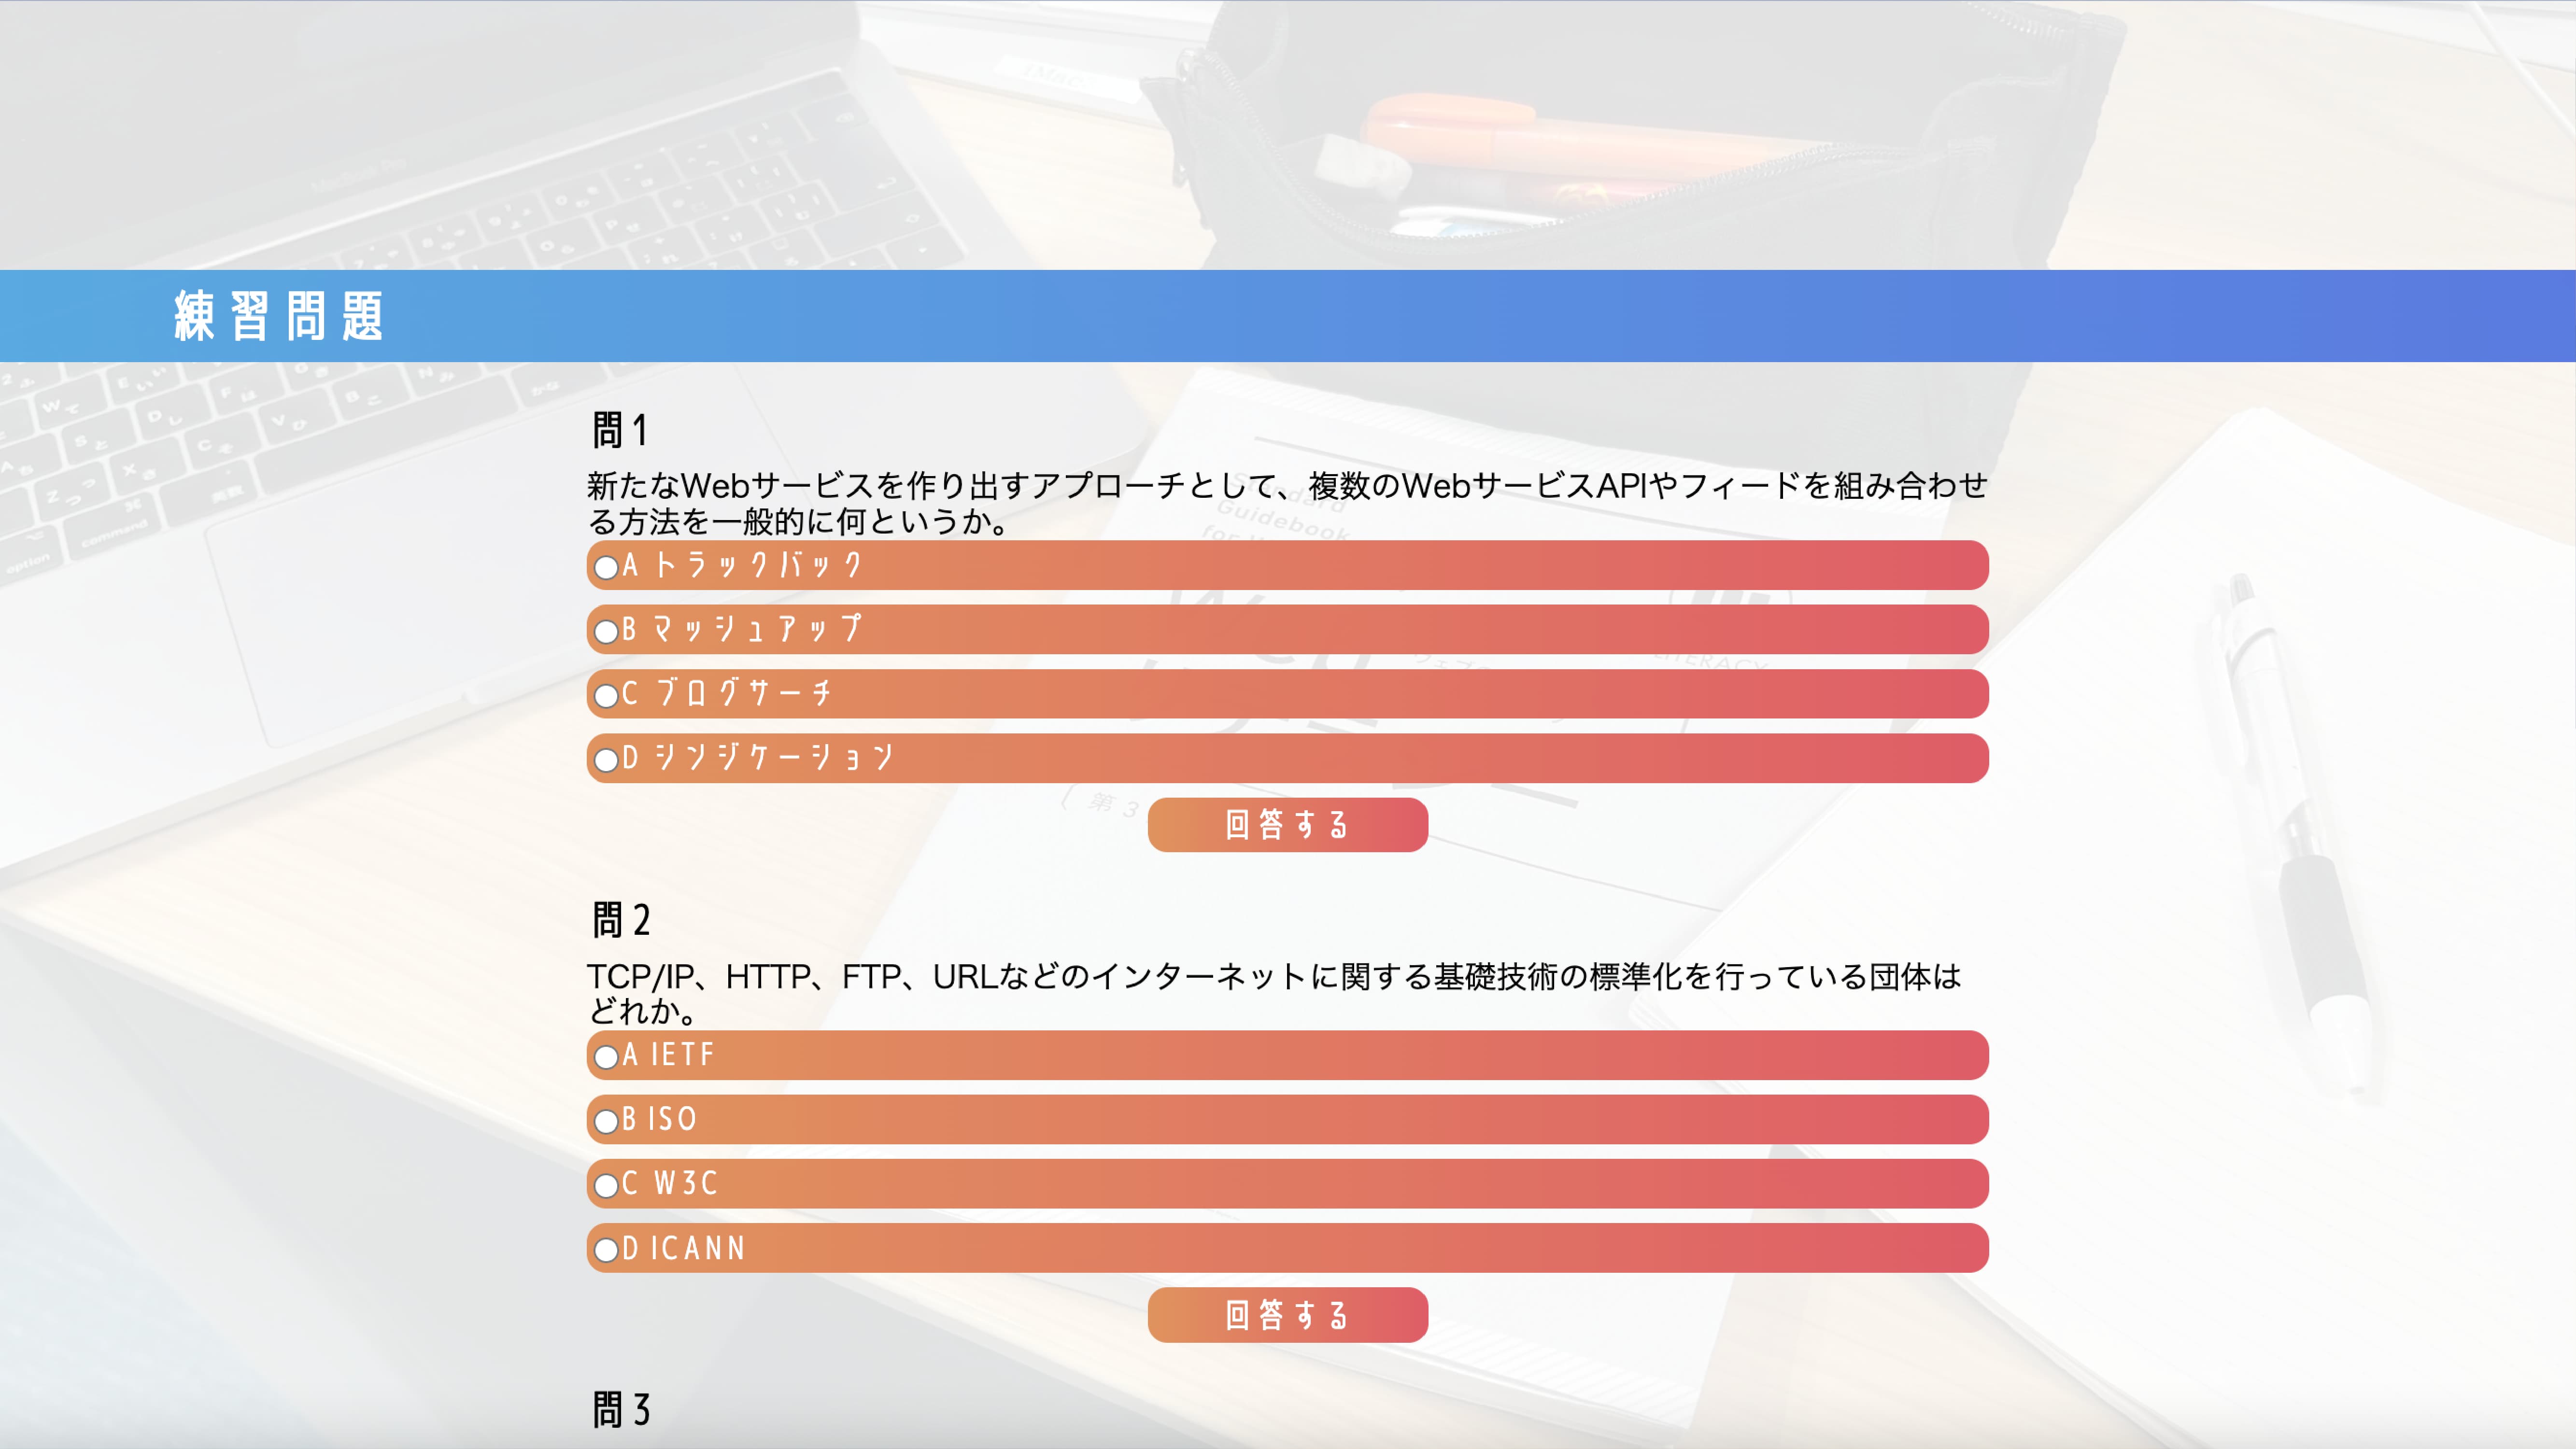 練習問題
問1
新たなWebサービスを作り出すアプローチとして、複数のWebサービスAPIやフィードを組み合わせ
る方法を一般的に何というか。
A トラックバック
B マッシュアップ
C ブログサーチ
D シンジケーション
回答する
問2
TCP/IP、HTTP、FTP、URLなどのインターネットに関する基礎技術の標準化を行っている団体は
どれか。
A IETF
B ISO
C W3C
D ICANN
回答する
問3